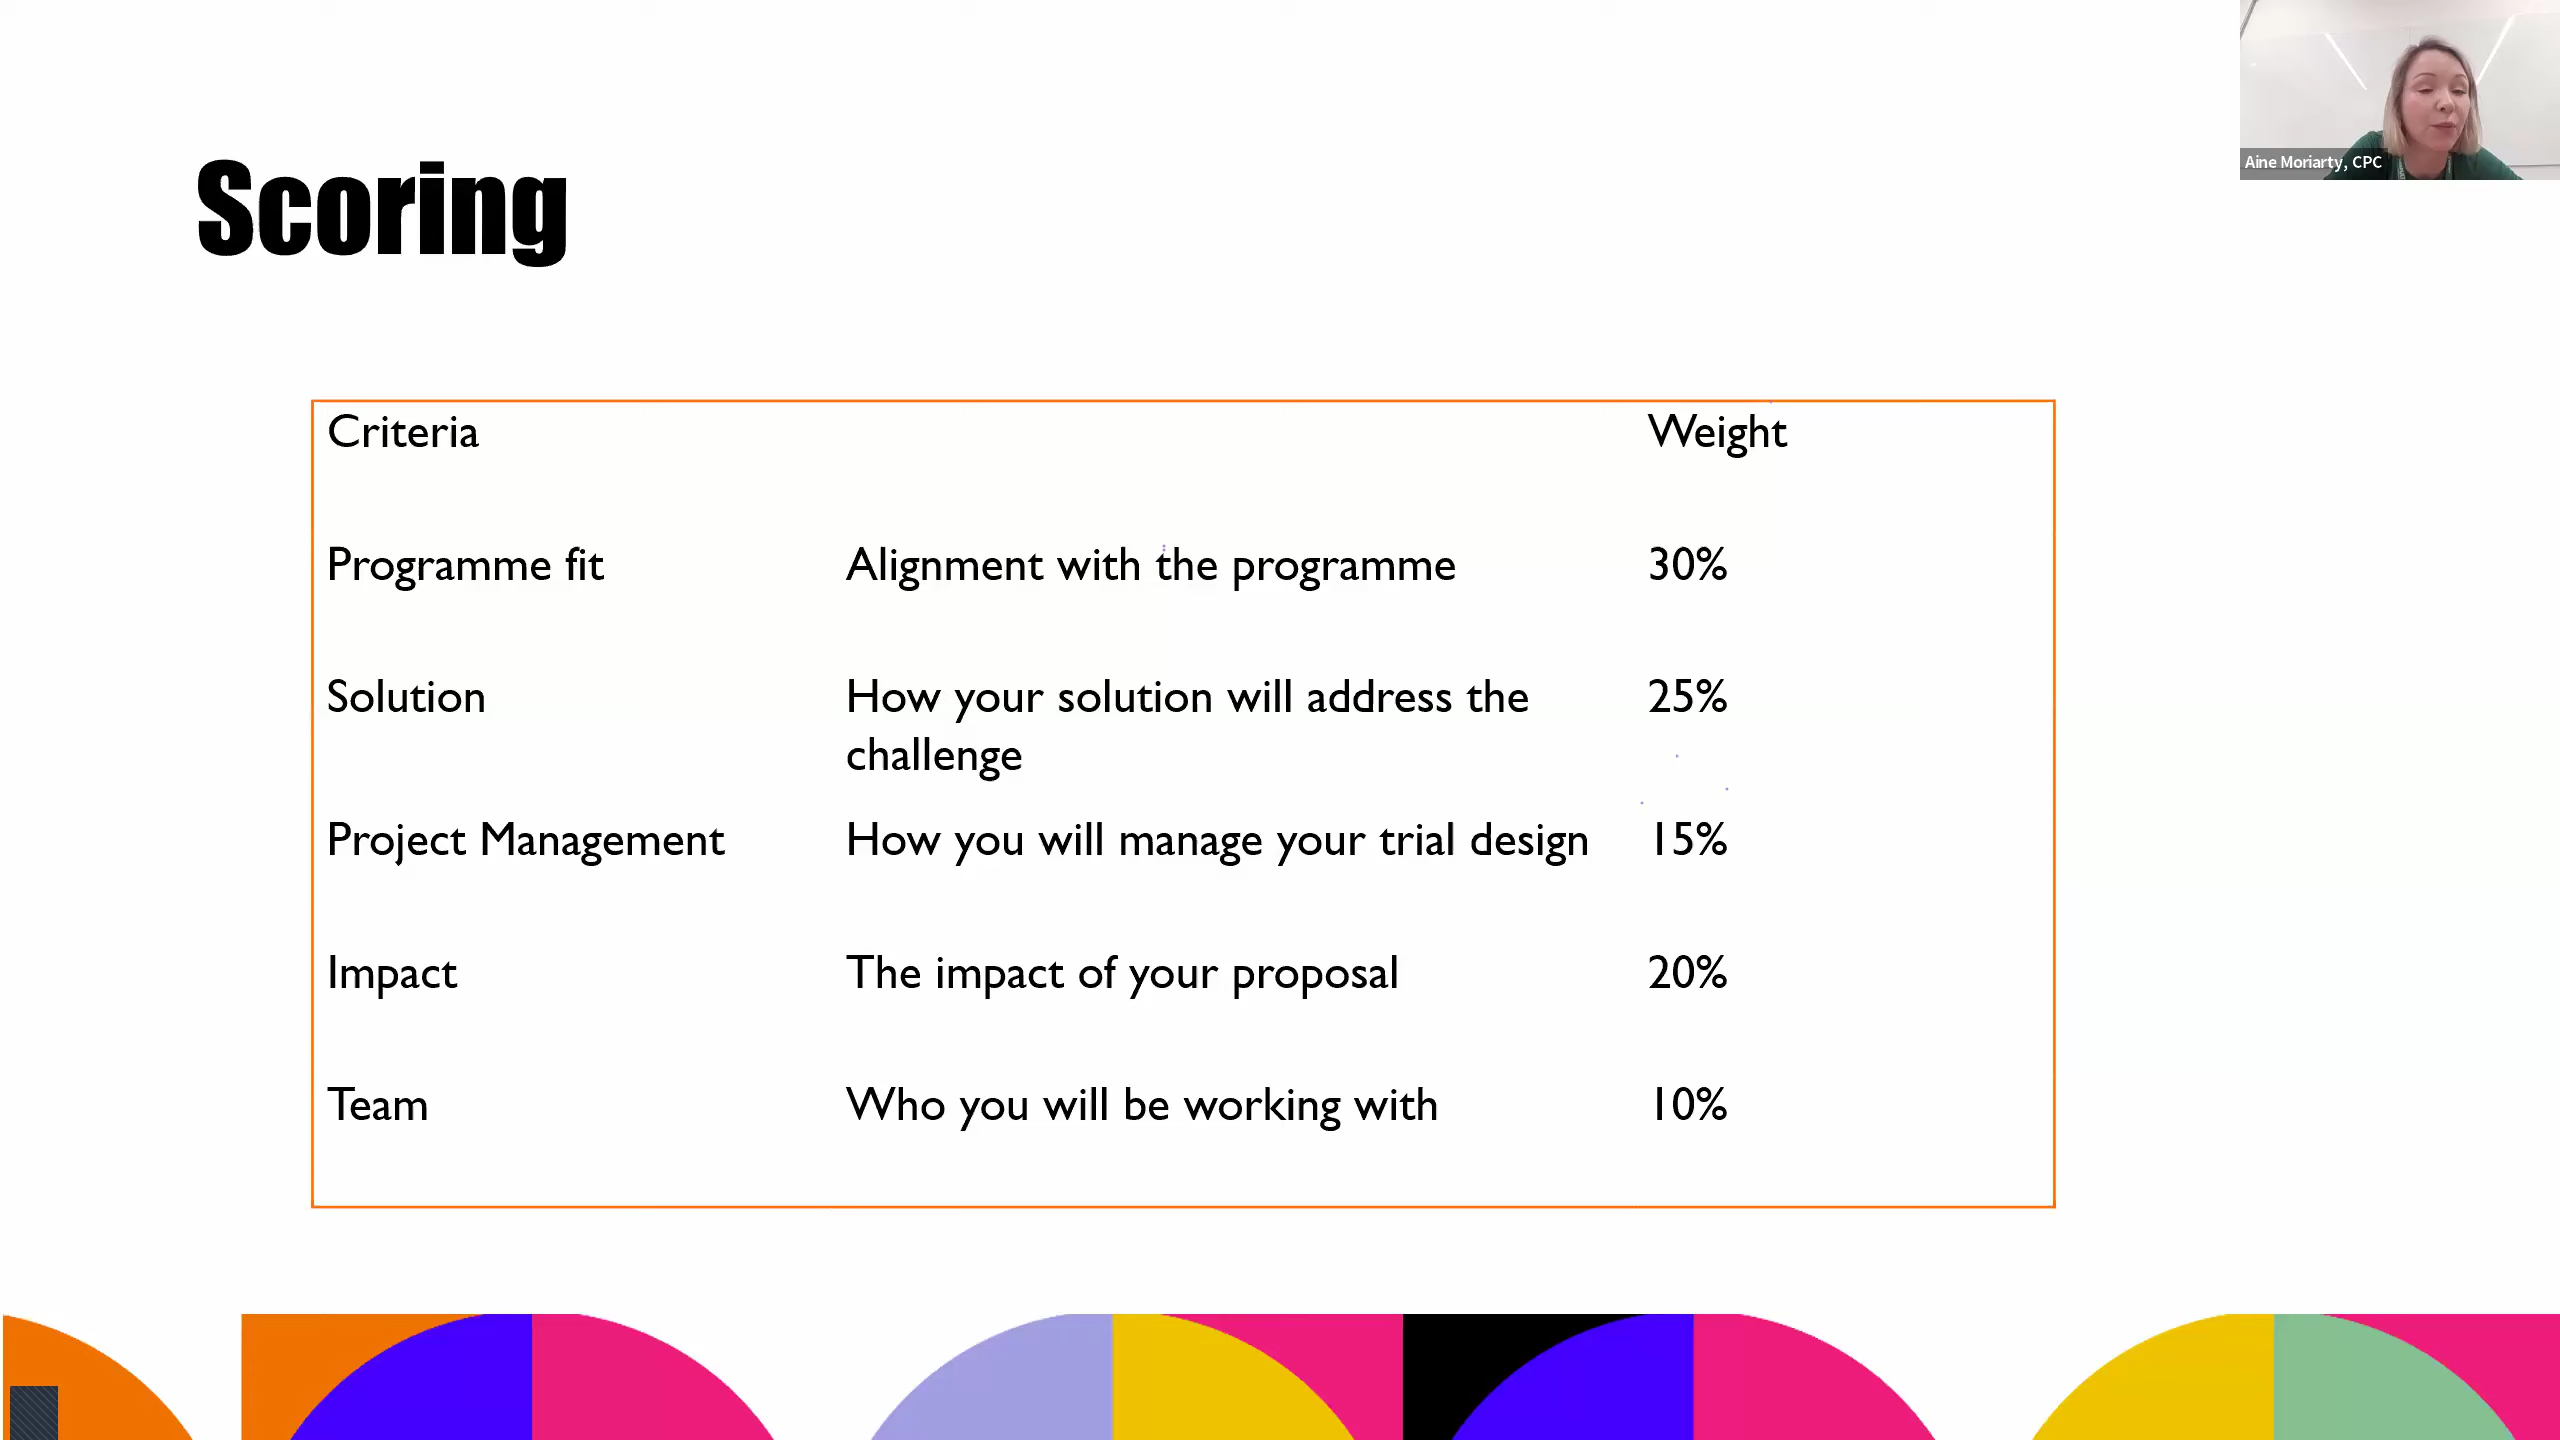 Aine Moriarty, CPC
Scoring
Criteria Weight
Programme fit Alignment with the programme 30%
Solution How your solution will address the 25%
challenge
Project Management How you will manage your trial design 15%
Impact The impact of your proposal 20%
Team Who you will be working with 10%